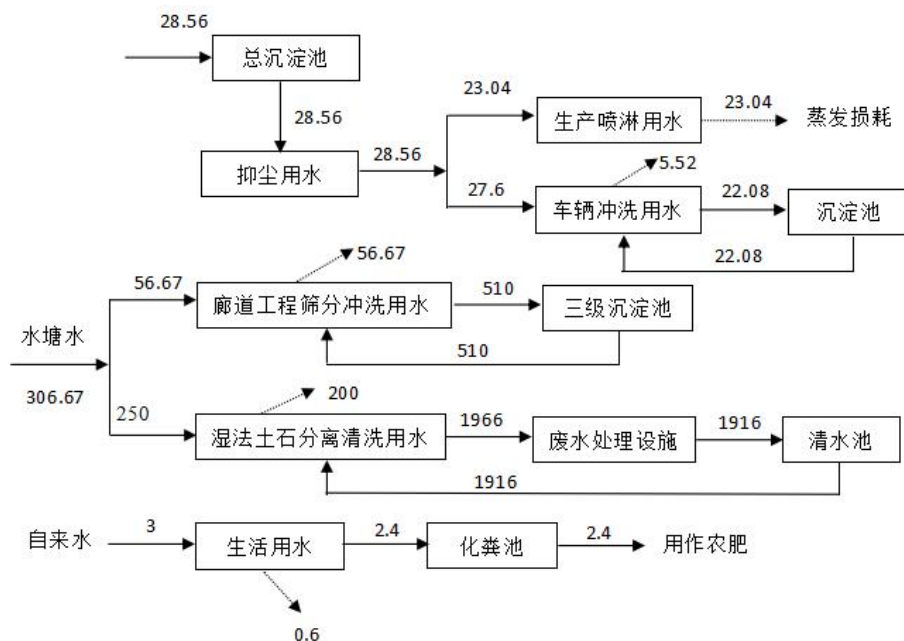 28.56
总沉淀池
28.56
抑尘用水
28.56
23.04
生产喷淋用水
23.04
蒸发损耗
27.6
车辆冲洗用水
5.52
22.08
沉淀池
22.08
水塘水
306.67
56.67
廊道工程筛分冲洗用水
56.67
510
三级沉淀池
510
250
湿法土石分离清洗用水
200
1966
废水处理设施
1916
清水池
1916
自来水
3
生活用水
2.4
化粪池
2.4
用作农肥
0.6